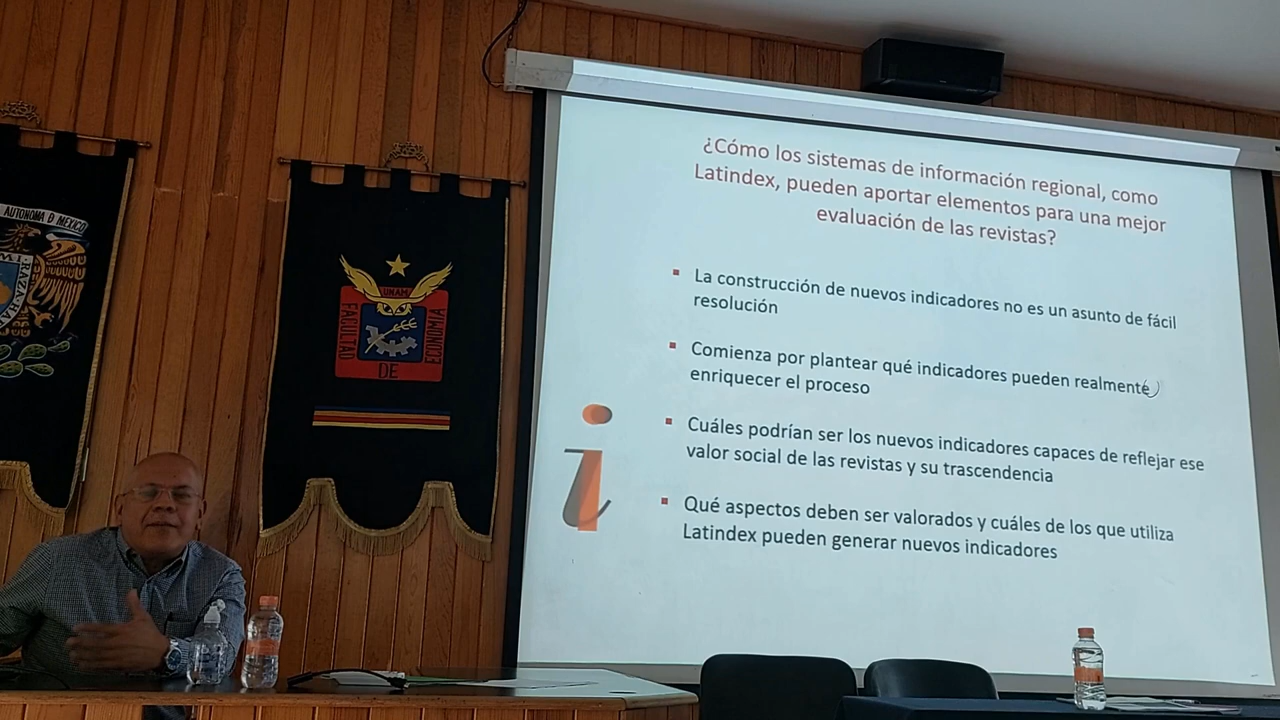 AUTONOMA D MEXICO
UNAM
FACULTAD
DE
ECONOMIA
¿Cómo los sistemas de información regional, como
Latindex, pueden aportar elementos para una mejor
evaluación de las revistas?
La construcción de nuevos indicadores no es un asunto de fácil
resolución
Comienza por plantear qué indicadores pueden realmente
enriquecer el proceso
Cuáles podrían ser los nuevos indicadores capaces de reflejar ese
valor social de las revistas y su trascendencia
Qué aspectos deben ser valorados y cuáles de los que utiliza
Latindex pueden generar nuevos indicadores
i